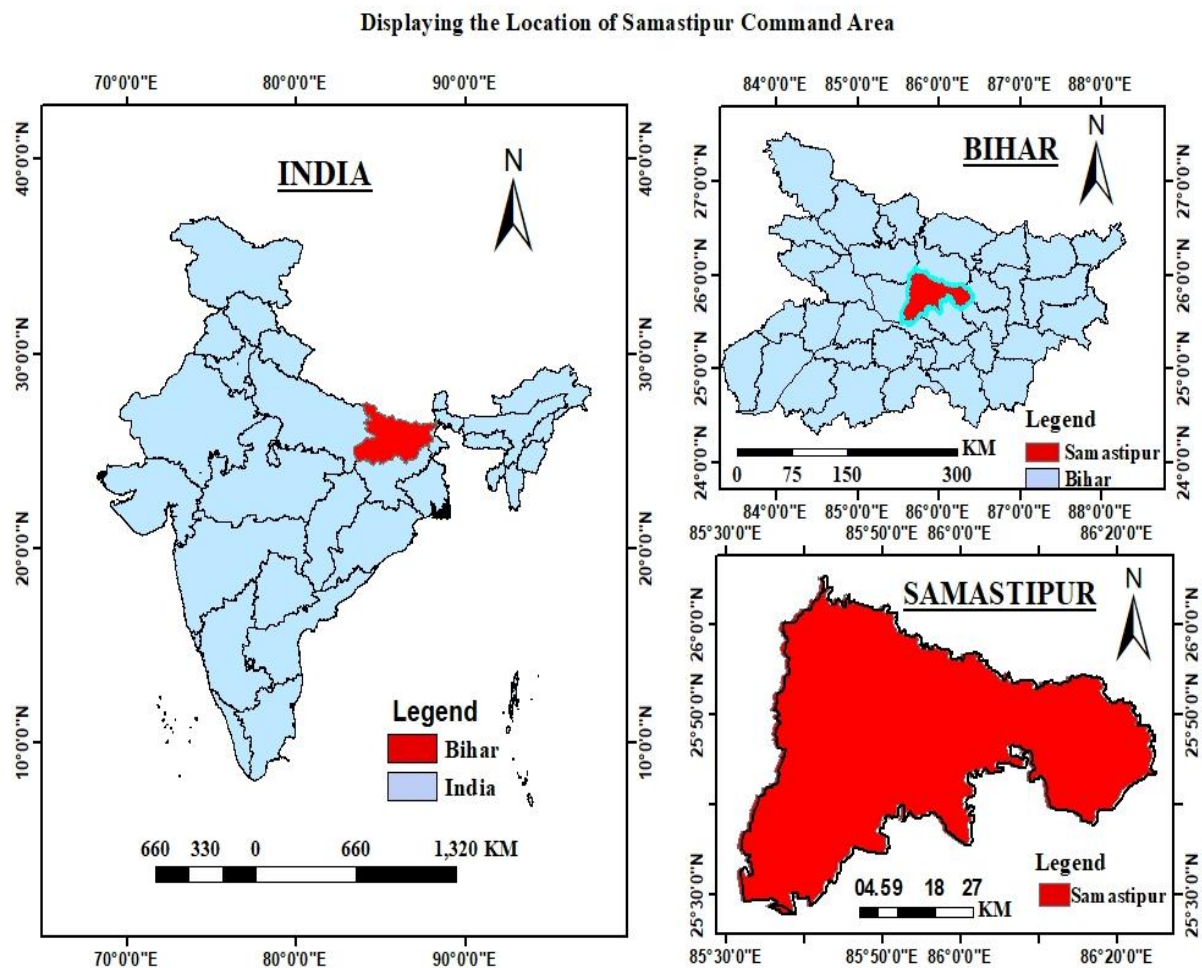 Displaying the Location of Samastipur Command Area
70°0'0"E 80°0'0"E 90°0'0"E
40°0'0"N
30°0'0"N
20°0'0"N
10°0'0"N
INDIA
N
40°0'0"N
30°0'0"N
20°0'0"N
10°0'0"N
Legend
Bihar
India
660 330 0 660 1,320 KM
70°0'0"E 80°0'0"E 90°0'0"E
84°0'0"E 85°0'0"E 86°0'0"E 87°0'0"E 88°0'0"E
27°0'0"N
26°0'0"N
25°0'0"N
24°0'0"N
BIHAR
N
27°0'0"N
26°0'0"N
25°0'0"N
24°0'0"N
Legend
Samastipur
Bihar
KM
0 75 150 300
84°0'0"E 85°0'0"E 86°0'0"E 87°0'0"E 88°0'0"E
85°30'0"E 85°50'0"E 86°0'0"E 86°20'0"E
26°0'0"N
25°50'0"N
25°30'0"N
SAMASTIPUR
N
26°0'0"N
25°50'0"N
25°30'0"N
Legend
Samastipur
04.59 18 27
KM
85°30'0"E 85°50'0"E 86°0'0"E 86°20'0"E